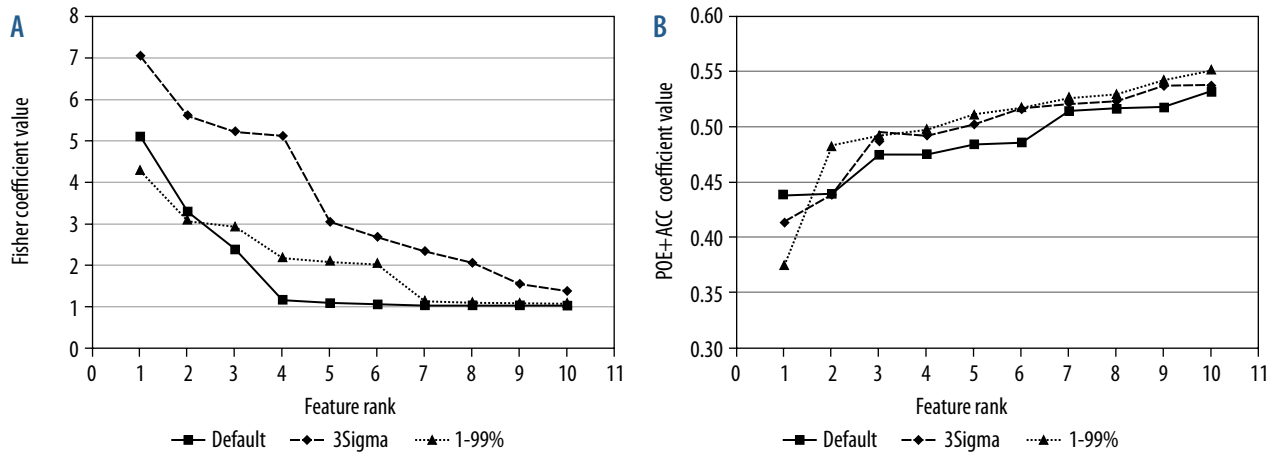 A
Fisher coefficient value
8
7
6
5
4
3
2
1
0
0 1 2 3 4 5 6 7 8 9 10 11
Feature rank
Default 3Sigma 1-99%
B
POE+ACC coefficient value
0.60
0.55
0.50
0.45
0.40
0.35
0.30
0 1 2 3 4 5 6 7 8 9 10 11
Feature rank
Default 3Sigma 1-99%